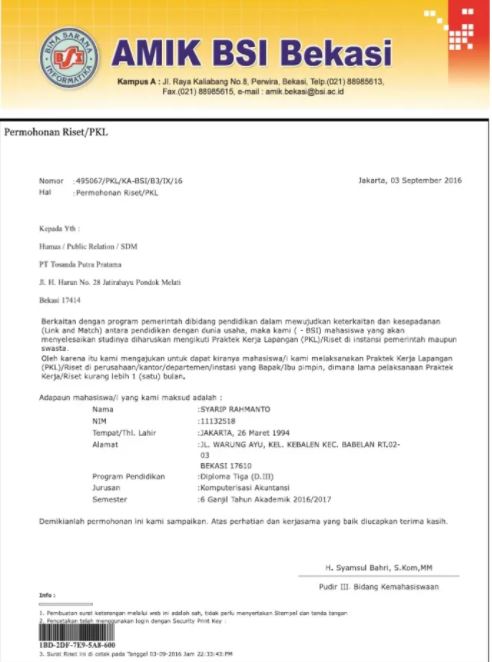 BINA SARANA
BSI
INFORMATIKA
AMIK BSI Bekasi
Kampus A : Jl. Raya Kaliabang No.8, Perwira, Bekasi, Telp.(021) 88985613,
Fax.(021) 88985615, e-mail : amik.bekasi@bsi.ac.id
Permohonan Riset/PKL
Nomor :495067/PKL/KA-BSI/B3/IX/16 Jakarta, 03 September 2016
Hal :Permohonan Riset/PKL
Kepada Yth :
Humas / Public Relation / SDM
PT Tosanda Putra Pratama
Jl. H. Harun No. 28 Jatirahayu Pondok Melati
Bekasi 17414
Berkaitan dengan program pemerintah dibidang pendidikan dalam mewujudkan keterkaitan dan kesepadanan
(Link and Match) antara pendidikan dengan dunia usaha, maka kami ( - BSI) mahasiswa yang akan
menyelesaikan studinya diharuskan mengikuti Praktek Kerja Lapangan (PKL)/Riset di instansi pemerintah maupun
swasta.
Oleh karena itu kami mengajukan untuk dapat kiranya mahasiswa/i kami melaksanakan Praktek Kerja Lapangan
(PKL)/Riset di perusahaan/kantor/departemen/instasi yang Bapak/Ibu pimpin, dimana lama pelaksanaan Praktek
Kerja/Riset kurang lebih 1 (satu) bulan.
Adapaun mahasiswa/i yang kami maksud adalah :
Nama :SYARIP RAHMANTO
NIM :11132518
Tempat/Thl. Lahir :JAKARTA, 26 Maret 1994
Alamat :JL. WARUNG AYU, KEL. KEBALEN KEC. BABELAN RT.02-
03
BEKASI 17610
Program Pendidikan :Diploma Tiga (D.III)
Jurusan :Komputerisasi Akuntansi
Semester :6 Ganjil Tahun Akademik 2016/2017
Demikianlah permohonan ini kami sampaikan. Atas perhatian dan kerjasama yang baik diucapkan terima kasih.
H. Syamsul Bahri, S.Kom,MM
Pudir III. Bidang Kemahasiswaan
Info :
1. Pembuatan surat keterangan melalui web ini adalah sah, tidak perlu menyertakan Stempel dan tanda tangan
2. Penyetakan telah menggunakan login dengan Security Print Key :
1BD-2DF-7E9-5A8-600
3. Surat Riset ini di cetak pada Tanggal 03-09-2016 Jam 22:33:43 PM